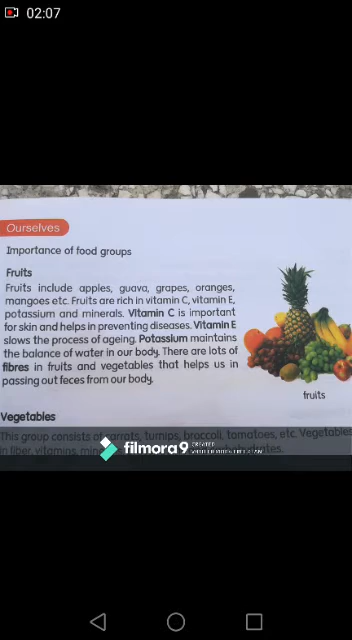 02:07
Ourselves
Importance of food groups
Fruits
Fruits include apples, guava, grapes, oranges,
mangoes etc. Fruits are rich in vitamin C, vitamin E,
potassium and minerals. Vitamin C is important
for skin and helps in preventing diseases. Vitamin E
slows the process of ageing. Potassium maintains
the balance of water in our body. There are lots of
fibres in fruits and vegetables that helps us in
passing out feces from our body.
fruits
Vegetables
This group consists of carrots, turnips, broccoli, tomatoes, etc. Vegetables
in fiber, vitamins,
filmora9